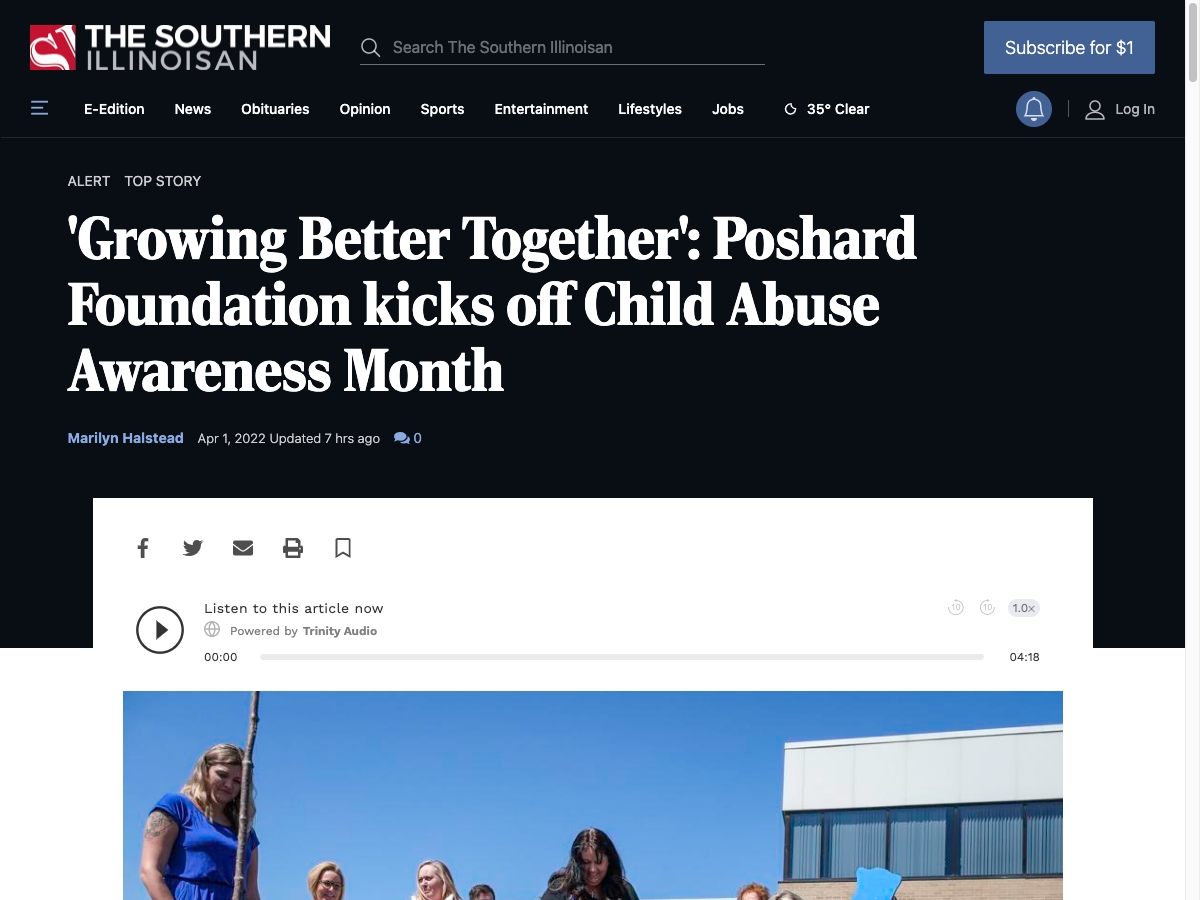 THE SOUTHERN
ILLINOISAN
Search The Southern Illinoisan
Subscribe for $1
E-Edition News Obituaries Opinion Sports Entertainment Lifestyles Jobs 35° Clear Log In
ALERT TOP STORY
'Growing Better Together': Poshard
Foundation kicks off Child Abuse
Awareness Month
Marilyn Halstead Apr 1, 2022 Updated 7 hrs ago 0
Listen to this article now
10 10 1.0x
Powered by Trinity Audio
00:00 04:18